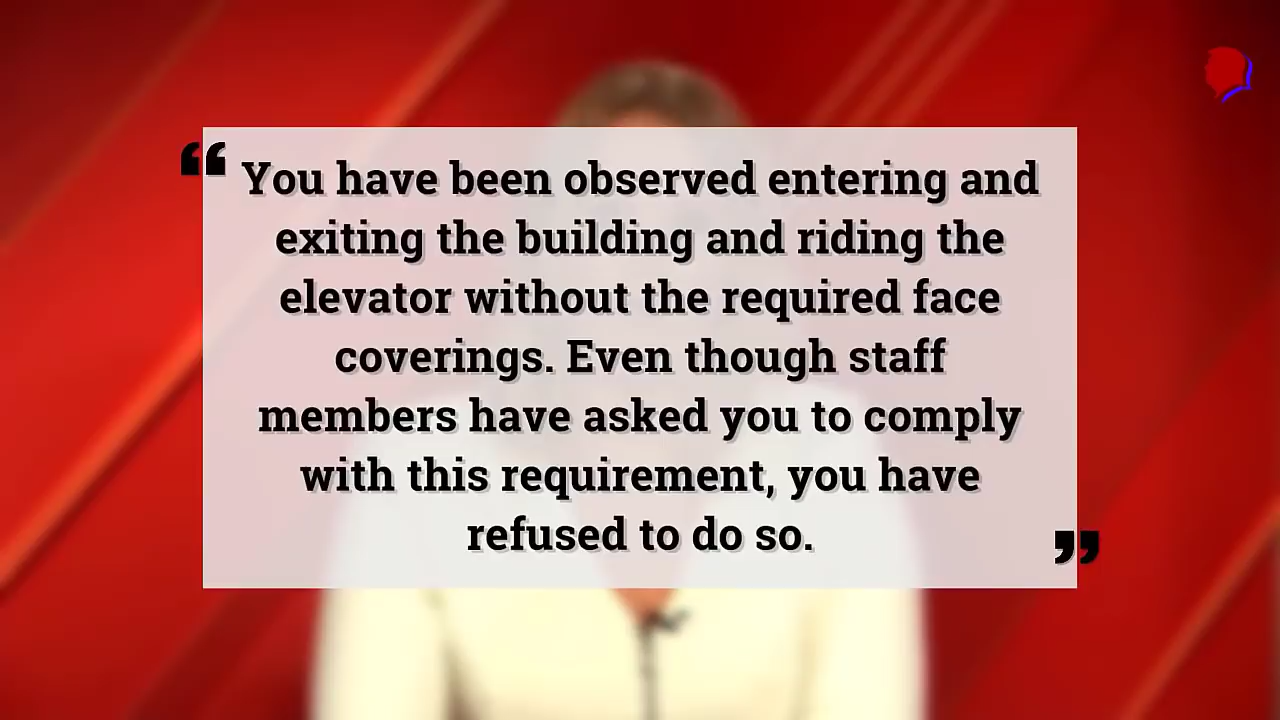 “ You have been observed entering and
exiting the building and riding the
elevator without the required face
coverings. Even though staff
members have asked you to comply
with this requirement, you have
refused to do so. ”